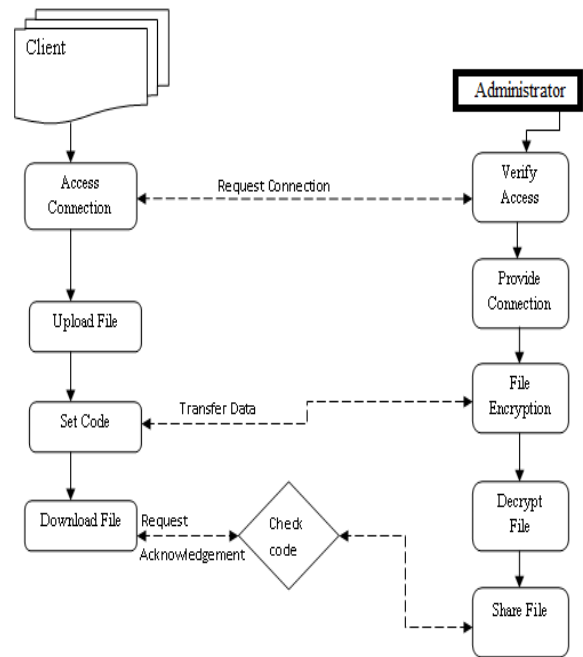 Client
Administrator
Access
Connection
Request Connection
Verify
Access
Provide
Connection
Upload File
File
Encryption
Transfer Data
Set Code
Decrypt
File
Download File
Request
Acknowledgement
Check
code
Share File